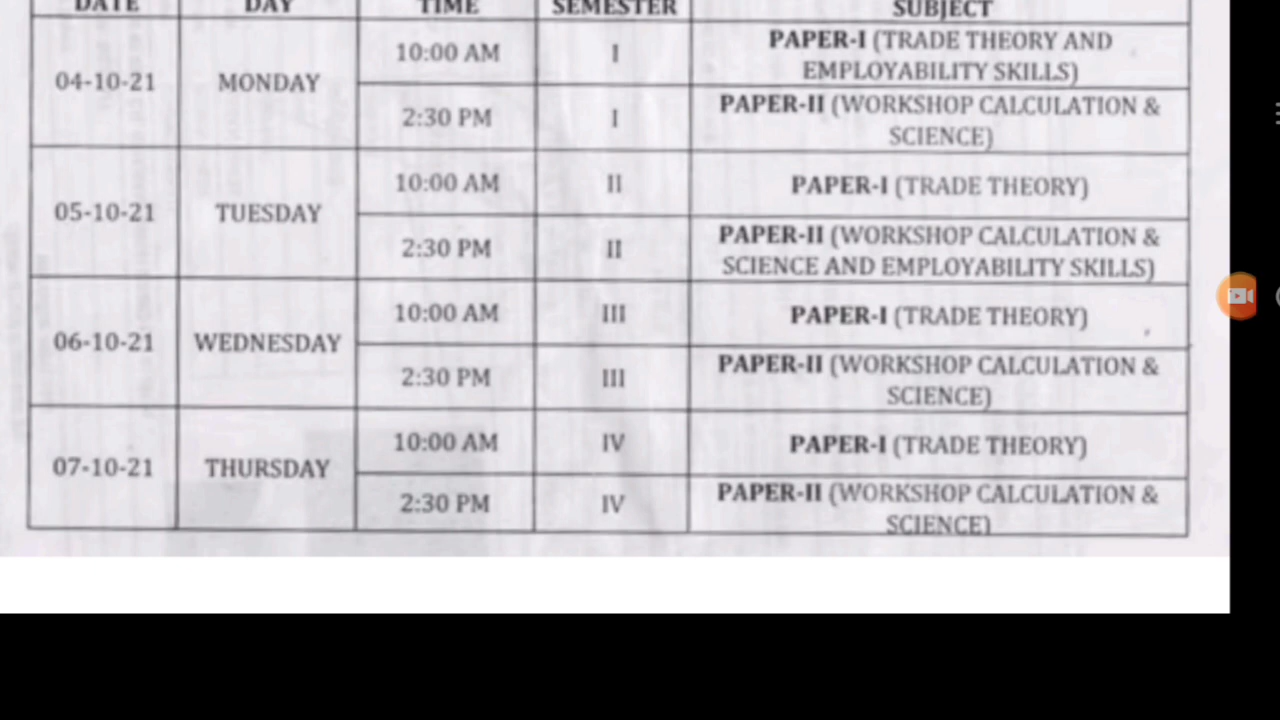 DATE DAY TIME SEMESTER SUBJECT
04-10-21 MONDAY 10:00 AM I PAPER-I (TRADE THEORY AND
EMPLOYABILITY SKILLS)
2:30 PM I PAPER-II (WORKSHOP CALCULATION &
SCIENCE)
05-10-21 TUESDAY 10:00 AM II PAPER-I (TRADE THEORY)
2:30 PM II PAPER-II (WORKSHOP CALCULATION &
SCIENCE AND EMPLOYABILITY SKILLS)
06-10-21 WEDNESDAY 10:00 AM III PAPER-I (TRADE THEORY)
2:30 PM III PAPER-II (WORKSHOP CALCULATION &
SCIENCE)
07-10-21 THURSDAY 10:00 AM IV PAPER-I (TRADE THEORY)
2:30 PM IV PAPER-II (WORKSHOP CALCULATION &
SCIENCE)